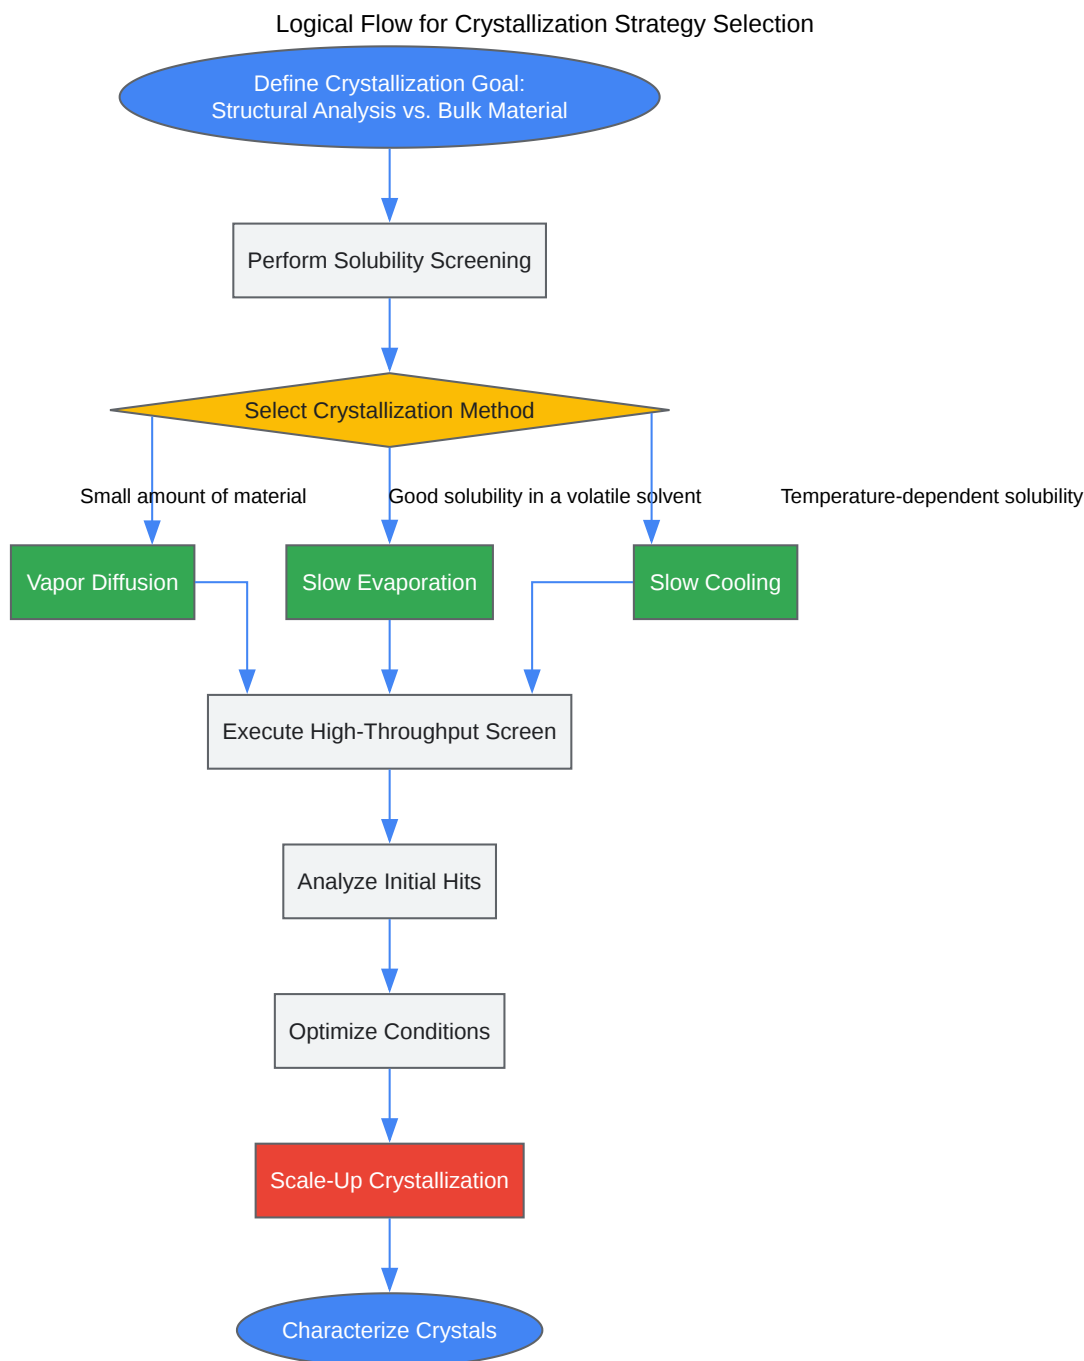 Logical Flow for Crystallization Strategy Selection
Define Crystallization Goal:
Structural Analysis vs. Bulk Material
Perform Solubility Screening
Select Crystallization Method
Small amount of material
Good solubility in a volatile solvent
Temperature-dependent solubility
Vapor Diffusion
Slow Evaporation
Slow Cooling
Execute High-Throughput Screen
Analyze Initial Hits
Optimize Conditions
Scale-Up Crystallization
Characterize Crystals